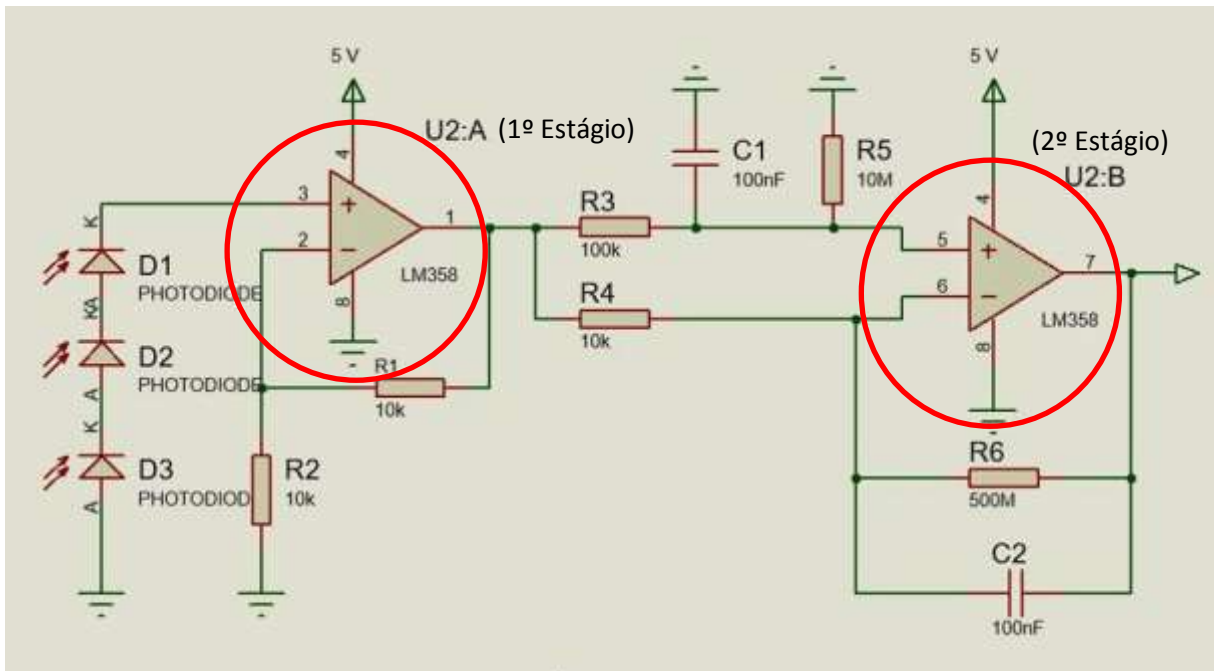 5 V
4
U2:A (1º Estágio)
3
2
1
8
LM358
K
D1
PHOTODIODE
KA
D2
PHOTODIODE
A
K
D3
PHOTODIOD
A
R1
10k
R2
10k
R3
100k
R4
10k
C1
100nF
R5
10M
5 V
(2º Estágio)
U2:B
4
5
6
7
8
LM358
R6
500M
C2
100nF